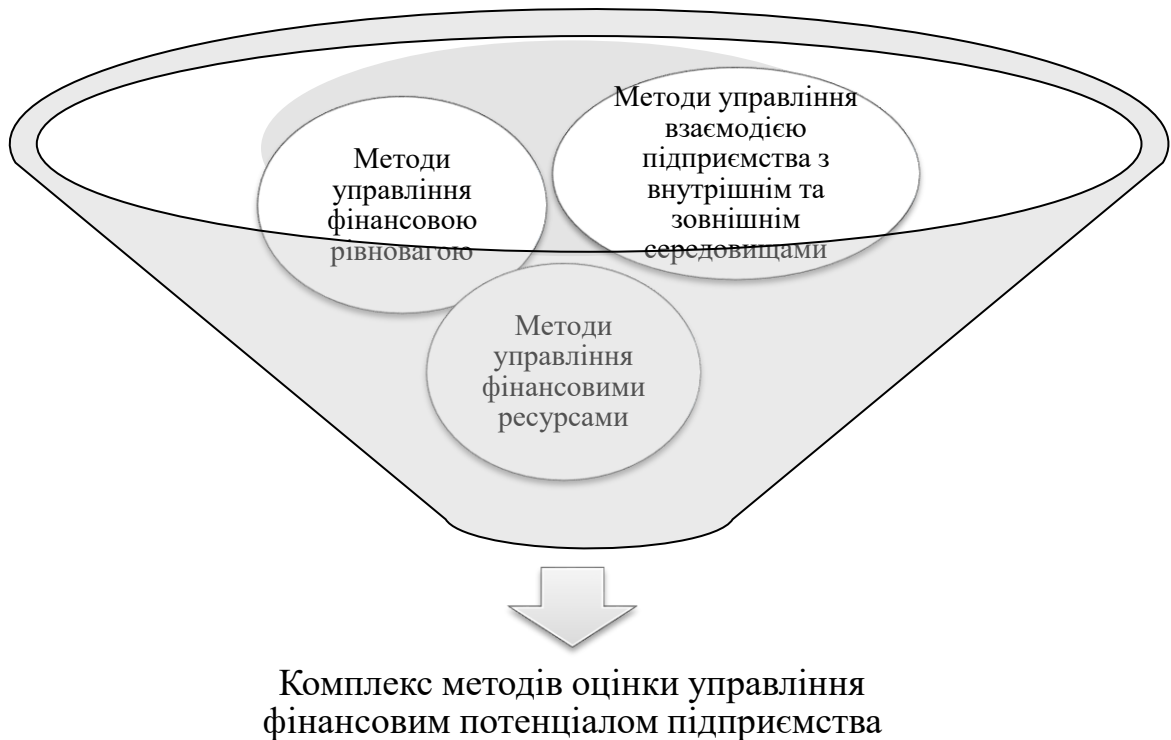 Методи
управління
фінансовою
рівновагою
Методи управління
взаємодією
підприємства з
внутрішнім та
зовнішнім
середовищами
Методи
управління
фінансовими
ресурсами
Комплекс методів оцінки управління
фінансовим потенціалом підприємства